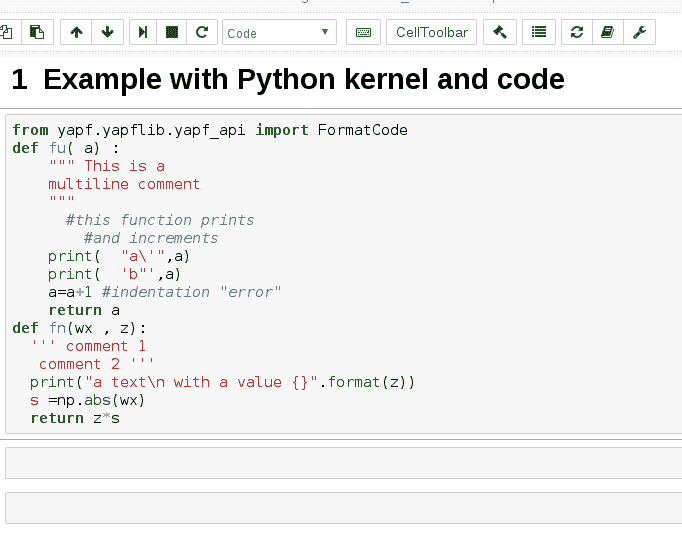 Code
CellToolbar
1 Example with Python kernel and code
from yapf.yapflib.yapf_api import FormatCode
def fu( a) :
    """ This is a
    multiline comment
    """
      #this function prints
        #and increments
    print(  "a\'",a)
    print(  'b"',a)
    a=a+1 #indentation "error"
    return a
def fn(wx , z):
  ''' comment 1
   comment 2 '''
  print("a text\n with a value {}".format(z))
  s =np.abs(wx)
  return z*s